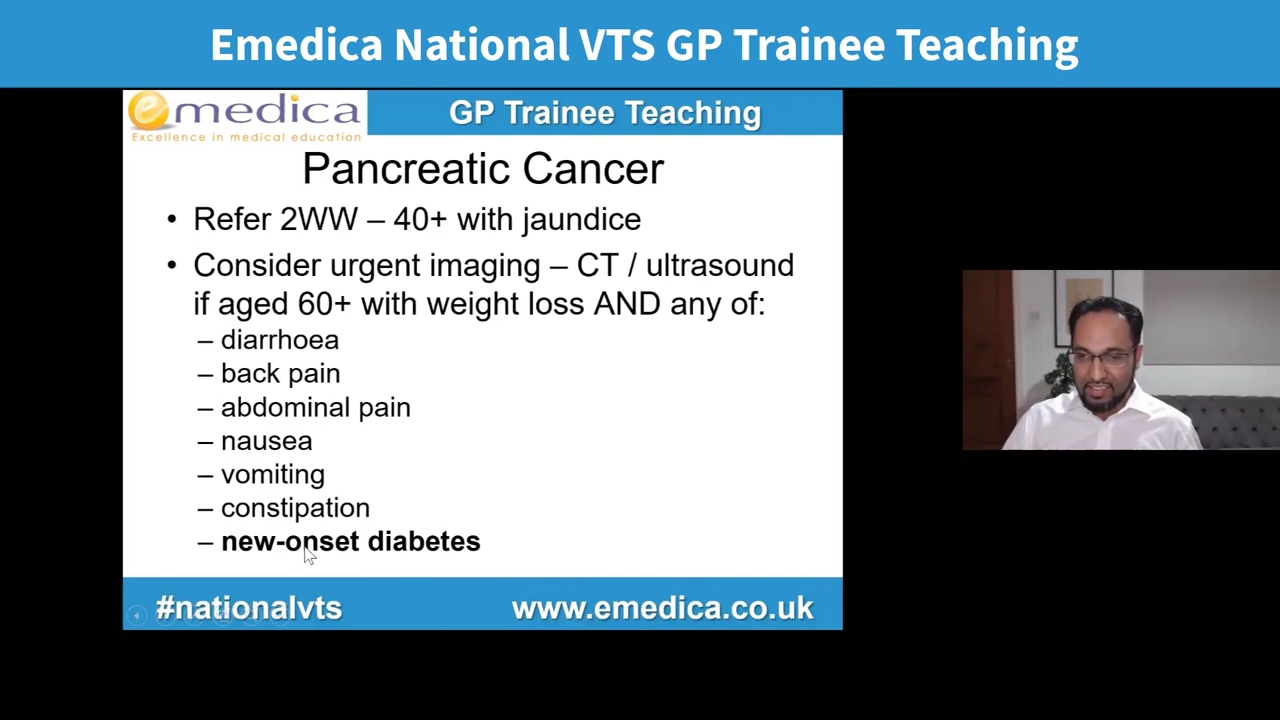 Emedica National VTS GP Trainee Teaching
emedica
Excellence in medical education
GP Trainee Teaching
Pancreatic Cancer
• Refer 2WW – 40+ with jaundice
• Consider urgent imaging – CT / ultrasound
if aged 60+ with weight loss AND any of:
– diarrhoea
– back pain
– abdominal pain
– nausea
– vomiting
– constipation
– new-onset diabetes
#nationalvts
www.emedica.co.uk